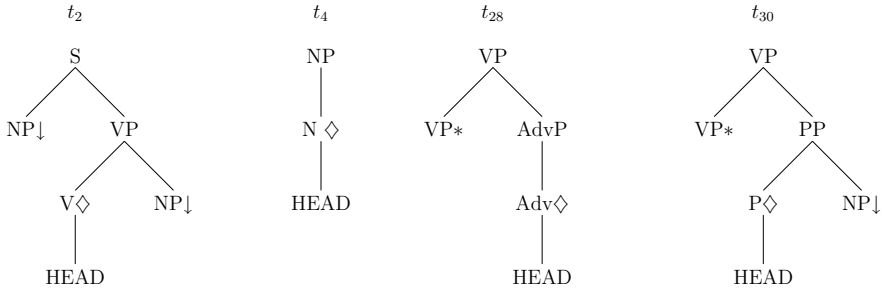 t₂ t₄ t₂₈ t₃₀
S NP VP VP
NP↓ VP N ◇ VP∗ AdvP VP∗ PP
V◇ NP↓ HEAD Adv◇ P◇ NP↓
HEAD HEAD HEAD